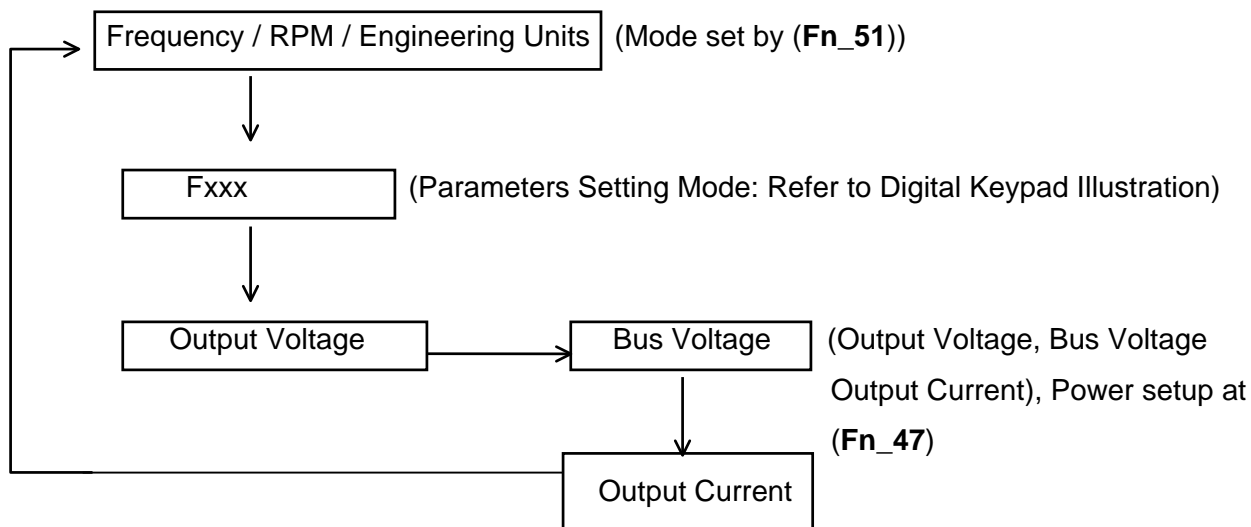 Frequency / RPM / Engineering Units (Mode set by (Fn_51))
Fxxx (Parameters Setting Mode: Refer to Digital Keypad Illustration)
Output Voltage Bus Voltage (Output Voltage, Bus Voltage
Output Current), Power setup at
(Fn_47)
Output Current